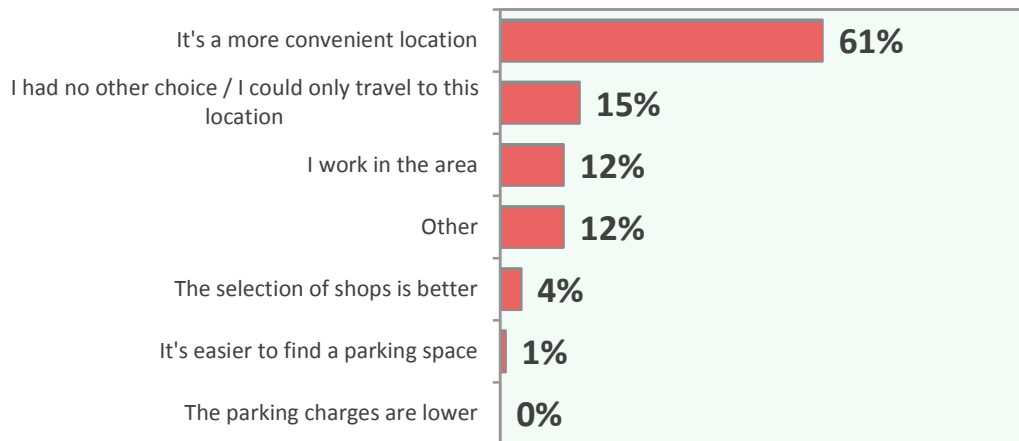 It's a more convenient location 61%
I had no other choice / I could only travel to this
location 15%
I work in the area 12%
Other 12%
The selection of shops is better 4%
It's easier to find a parking space 1%
The parking charges are lower 0%